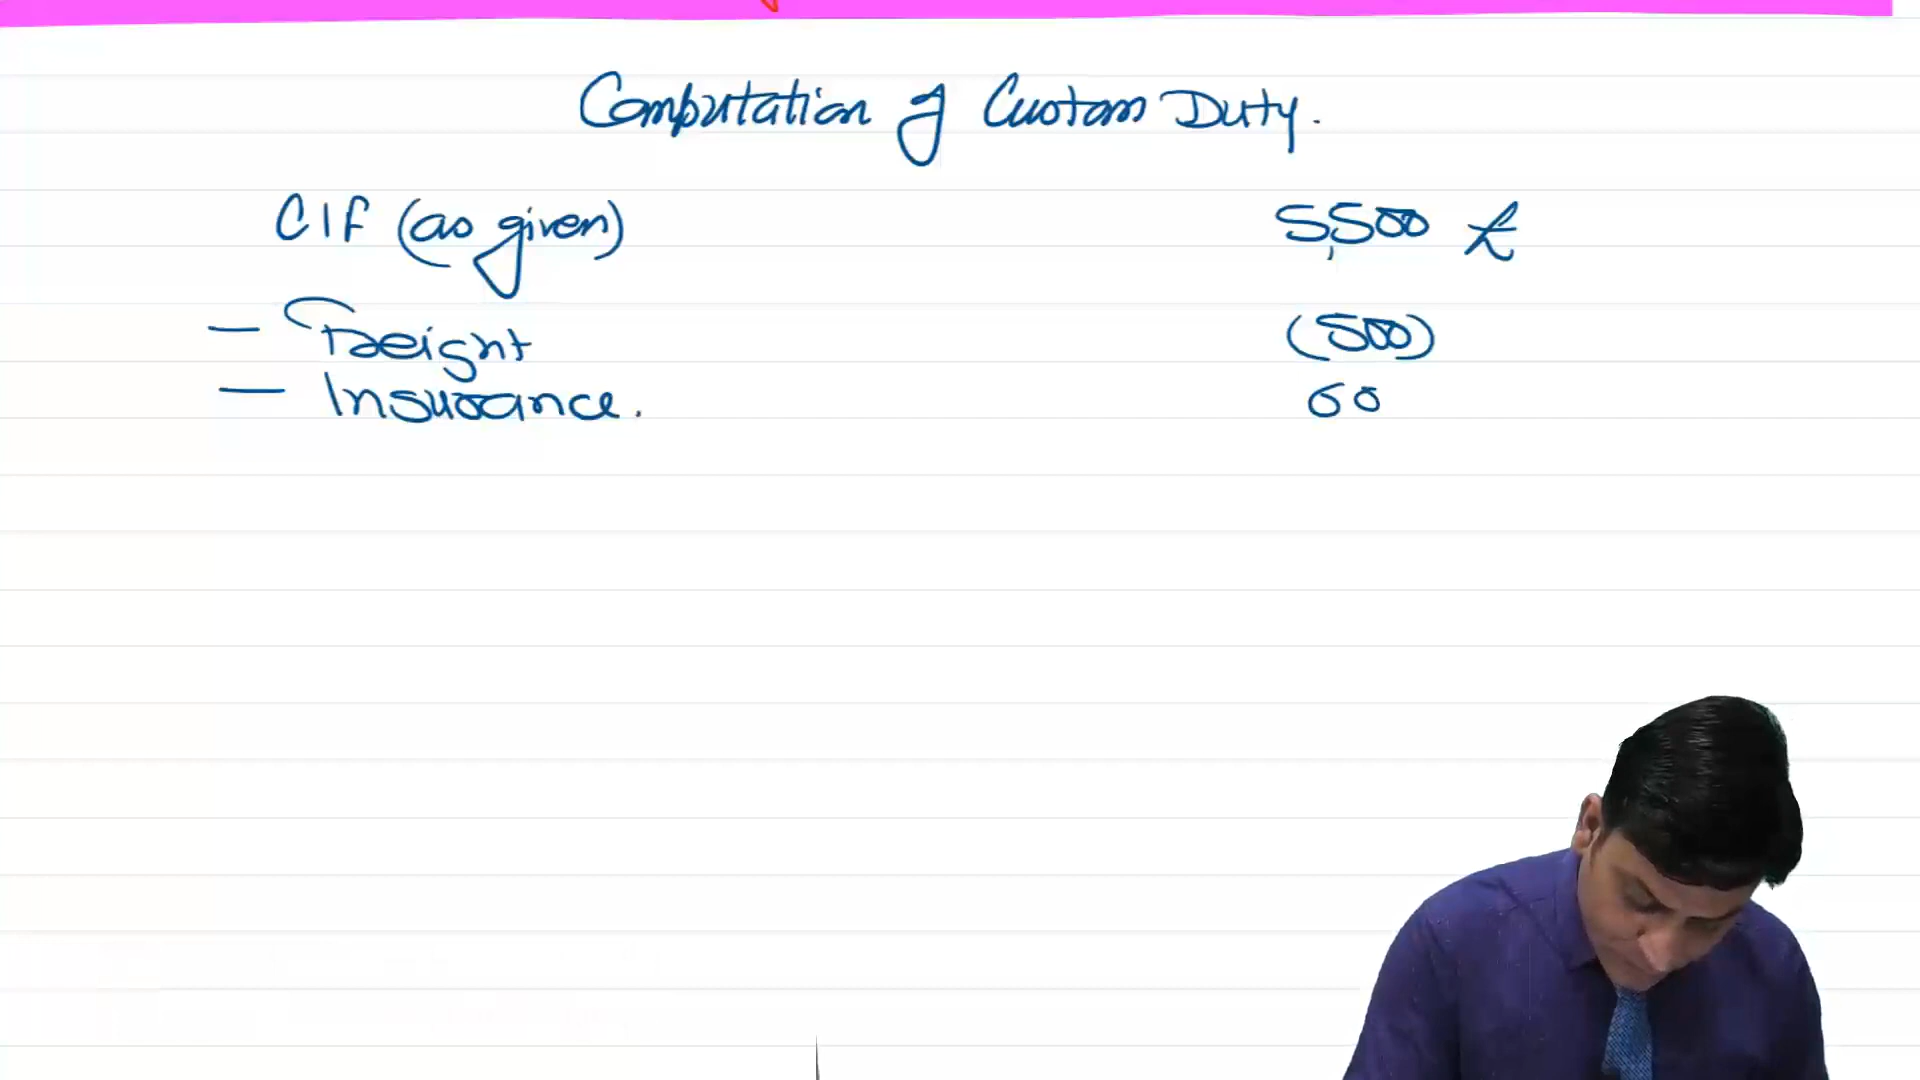 Computation of Custom Duty.
CIF (as given) 5,500 £
- Freight (500)
- Insurance. 60